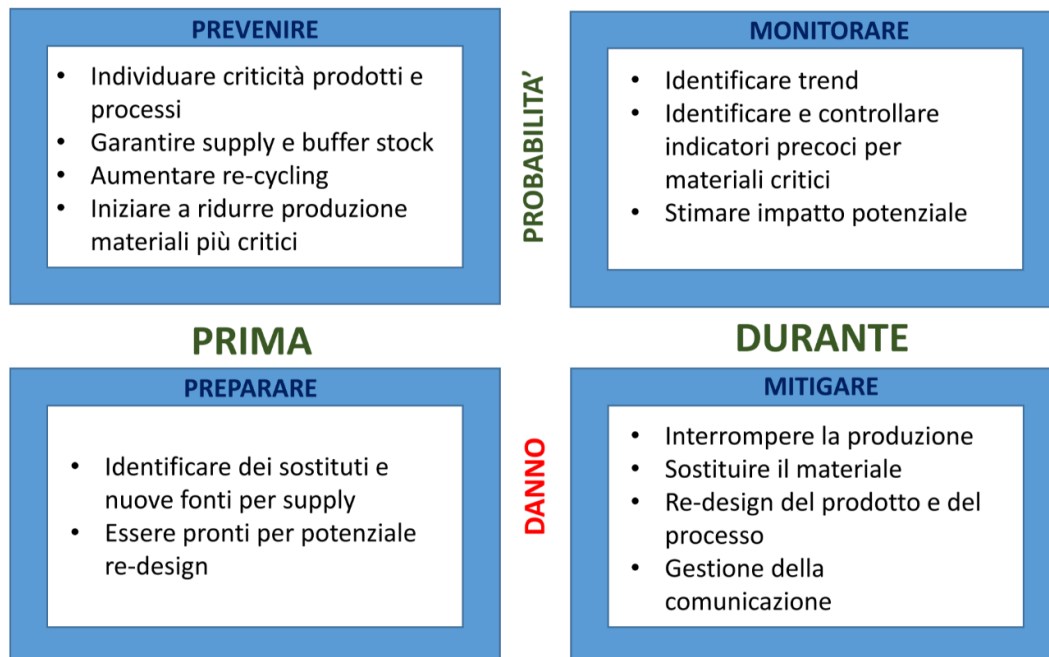 PREVENIRE
• Individuare criticità prodotti e
processi
• Garantire supply e buffer stock
• Aumentare re-cycling
• Iniziare a ridurre produzione
materiali più critici
PROBABILITA’
MONITORARE
• Identificare trend
• Identificare e controllare
indicatori precoci per
materiali critici
• Stimare impatto potenziale
PRIMA
DURANTE
PREPARARE
• Identificare dei sostituti e
nuove fonti per supply
• Essere pronti per potenziale
re-design
DANNO
MITIGARE
• Interrompere la produzione
• Sostituire il materiale
• Re-design del prodotto e del
processo
• Gestione della
comunicazione